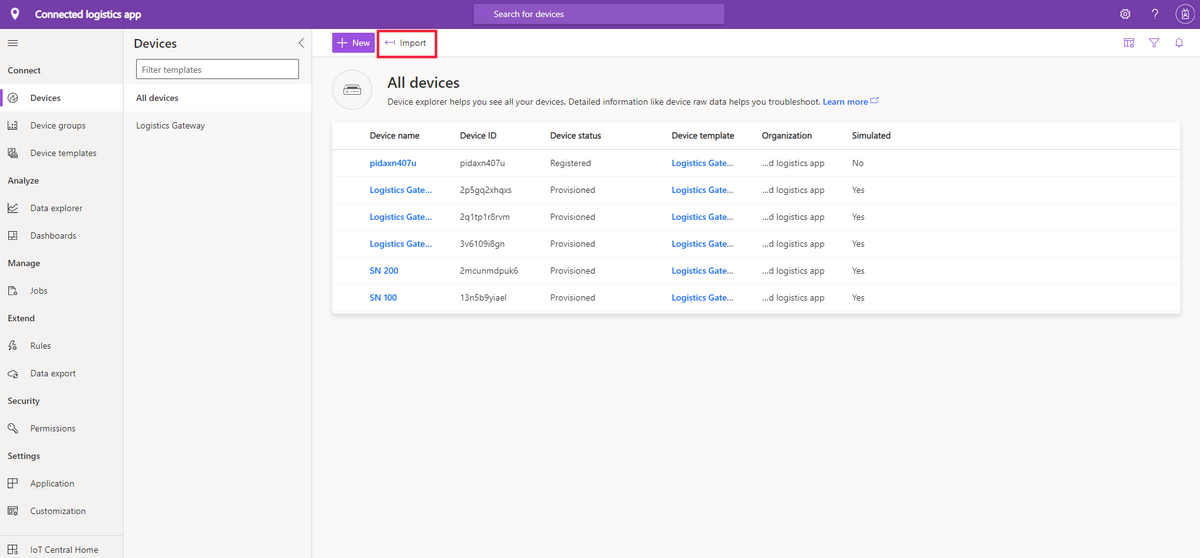 Connected logistics app
Search for devices
?
Connect
Devices
Device groups
Device templates
Analyze
Data explorer
Dashboards
Manage
Jobs
Extend
Rules
Data export
Security
Permissions
Settings
Application
Customization
IoT Central Home
Devices
Filter templates
All devices
Logistics Gateway
+ New
Import
All devices
Device explorer helps you see all your devices. Detailed information like device raw data helps you troubleshoot. Learn more
Device name Device ID Device status Device template Organization Simulated
pidaxn407u pidaxn407u Registered Logistics Gate... ...d logistics app No
Logistics Gate... 2p5gq2xhqxs Provisioned Logistics Gate... ...d logistics app Yes
Logistics Gate... 2q1tp1r8rvm Provisioned Logistics Gate... ...d logistics app Yes
Logistics Gate... 3v6109i8gn Provisioned Logistics Gate... ...d logistics app Yes
SN 200 2mcunmdpuk6 Provisioned Logistics Gate... ...d logistics app Yes
SN 100 13n5b9yiael Provisioned Logistics Gate... ...d logistics app Yes